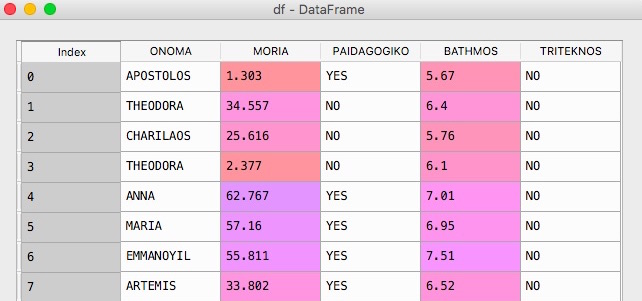 df - DataFrame
Index ONOMA MORIA PAIDAGOGIKO BATHMOS TRITEKNOS
0 APOSTOLOS 1.303 YES 5.67 NO
1 THEODORA 34.557 NO 6.4 NO
2 CHARILAOS 25.616 NO 5.76 NO
3 THEODORA 2.377 NO 6.1 NO
4 ANNA 62.767 YES 7.01 NO
5 MARIA 57.16 YES 6.95 NO
6 EMMANOYIL 55.811 YES 7.51 NO
7 ARTEMIS 33.802 YES 6.52 NO